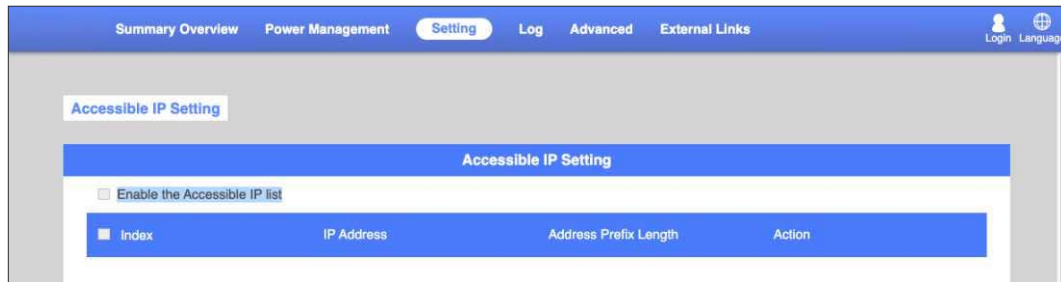 Summary Overview Power Management Setting Log Advanced External Links
Login Language
Accessible IP Setting
Accessible IP Setting
Enable the Accessible IP list
Index IP Address Address Prefix Length Action